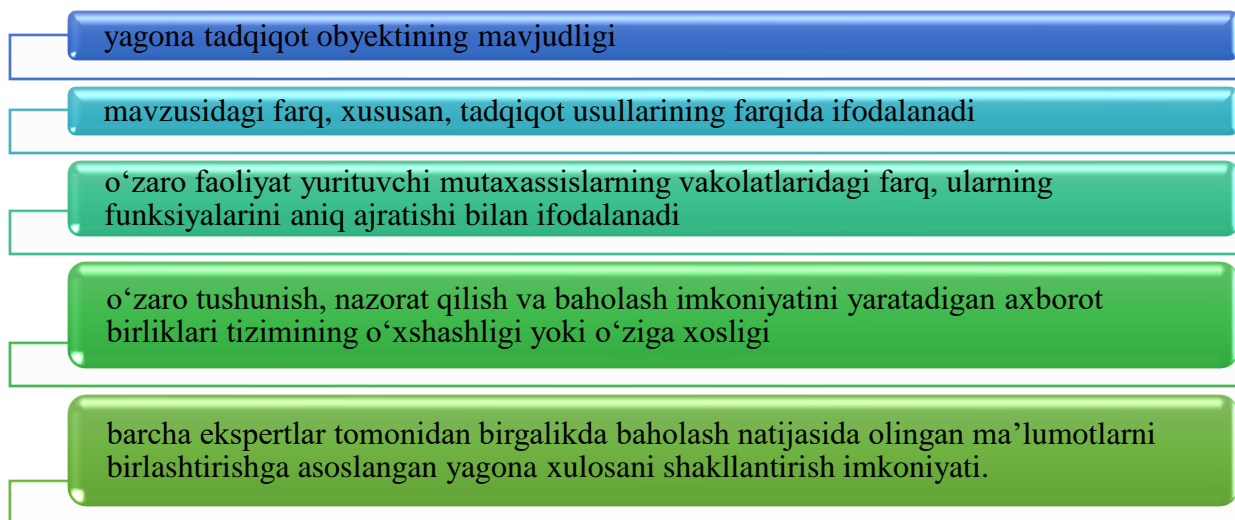 yagona tadqiqot obyektining mavjudligi
mavzusidagi farq, xususan, tadqiqot usullarining farqida ifodalanadi
o‘zaro faoliyat yurituvchi mutaxassislarning vakolatlaridagi farq, ularning
funksiyalarini aniq ajratishi bilan ifodalanadi
o‘zaro tushunish, nazorat qilish va baholash imkoniyatini yaratadigan axborot
birliklari tizimining o‘xshashligi yoki o‘ziga xosligi
barcha ekspertlar tomonidan birgalikda baholash natijasida olingan ma’lumotlarni
birlashtirishga asoslangan yagona xulosani shakllantirish imkoniyati.